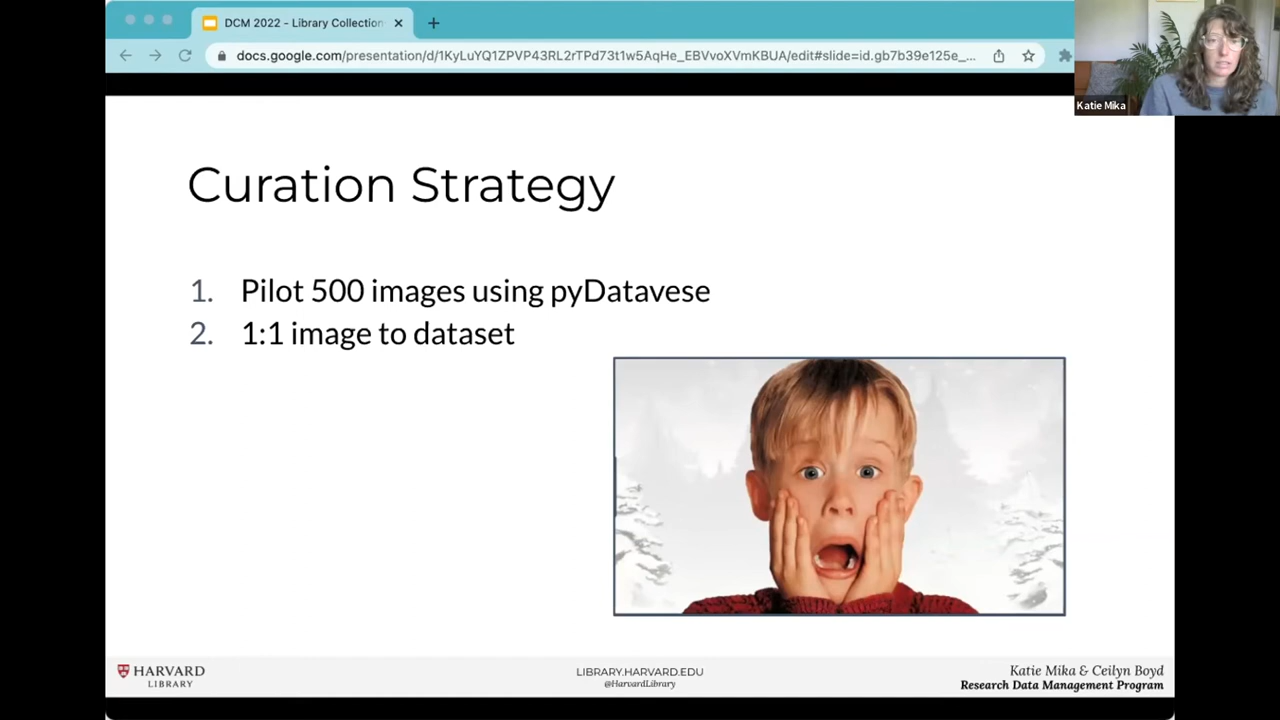 DCM 2022 - Library Collection
docs.google.com/presentation/d/1KyLuYQ1ZPVP43RL2rTPd73t1w5AqHe_EBVvoXVmKBUA/edit#slide=id.gb7b39e125e_...
Katie Mika
Curation Strategy
1. Pilot 500 images using pyDatavese
2. 1:1 image to dataset
HARVARD
LIBRARY
LIBRARY.HARVARD.EDU
@HarvardLibrary
Katie Mika & Ceilyn Boyd
Research Data Management Program